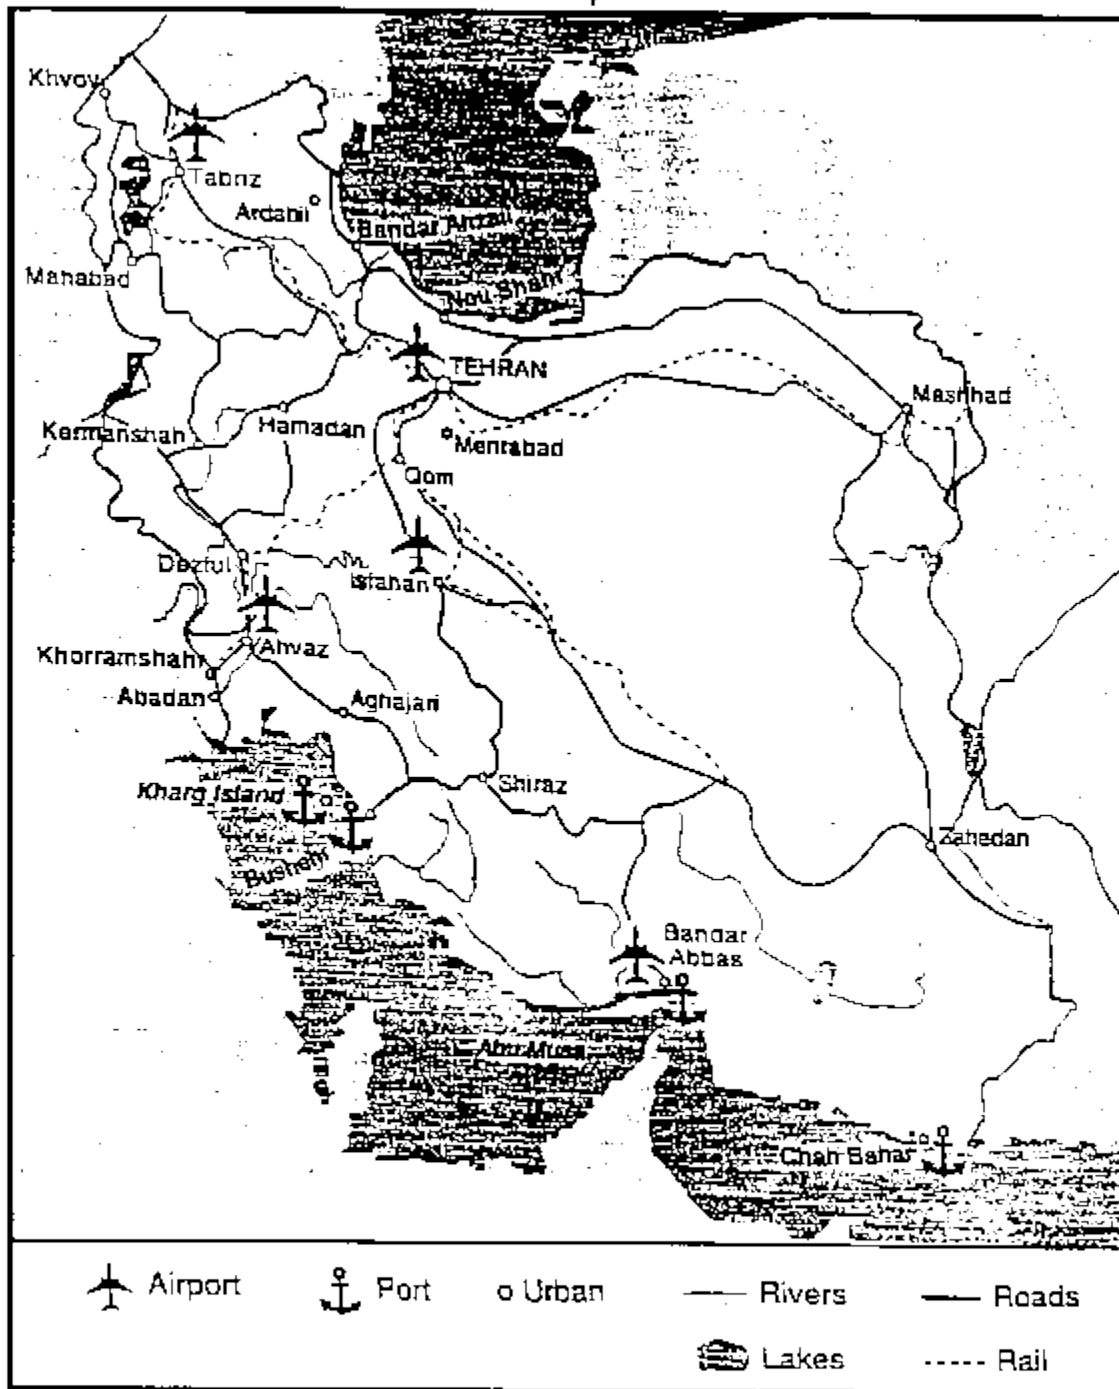 Khvoy
Tabriz
Ardabil
Bandar Anzali
Mahabad
Nou Shahr
TEHRAN
Mashhad
Kermanshah
Hamadan
Mehrabad
Qom
Dezful
Isfahan
Khorramshahr
Ahvaz
Abadan
Aghajari
Kharg Island
Shiraz
Bushehr
Zahedan
Bandar
Abbas
Abu Musa
Chah Bahar
Airport
Port
Urban
Rivers
Roads
Lakes
Rail